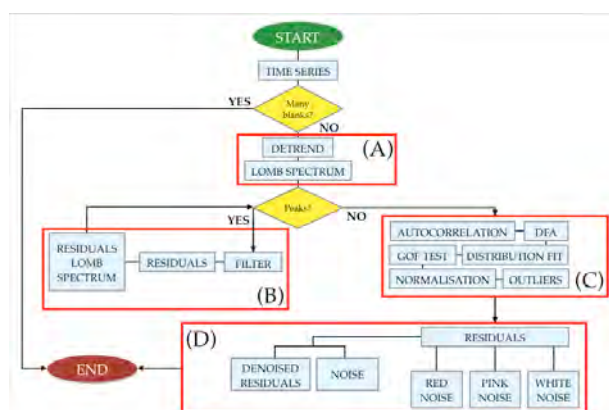 START
TIME SERIES
YES
Many
blanks?
NO
DETREND
(A)
LOMB SPECTRUM
Peaks?
YES
NO
RESIDUALS
LOMB
SPECTRUM
RESIDUALS
FILTER
(B)
AUTOCORRELATION
DFA
GOF TEST
DISTRIBUTION FIT
NORMALISATION
OUTLIERS
(C)
(D)
RESIDUALS
DENOISED
RESIDUALS
NOISE
RED
NOISE
PINK
NOISE
WHITE
NOISE
END